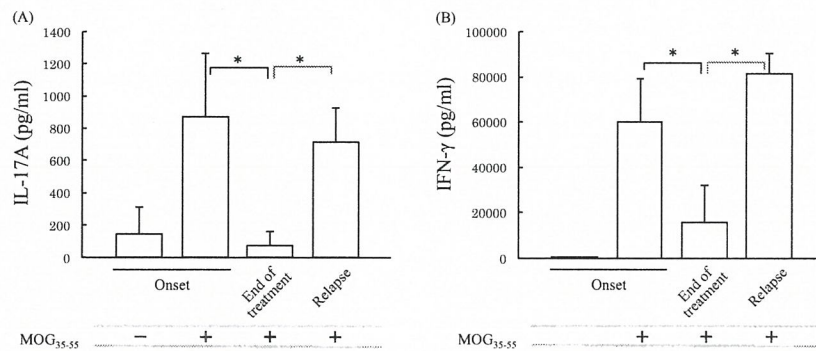 (A)
IL-17A (pg/ml)
1400
1200
1000
800
600
400
200
0
*
*
Onset
End of
treatment
Relapse
MOG35-55 − + + +
(B)
IFN-γ (pg/ml)
100000
80000
60000
40000
20000
0
*
*
Onset
End of
treatment
Relapse
MOG35-55 + + +